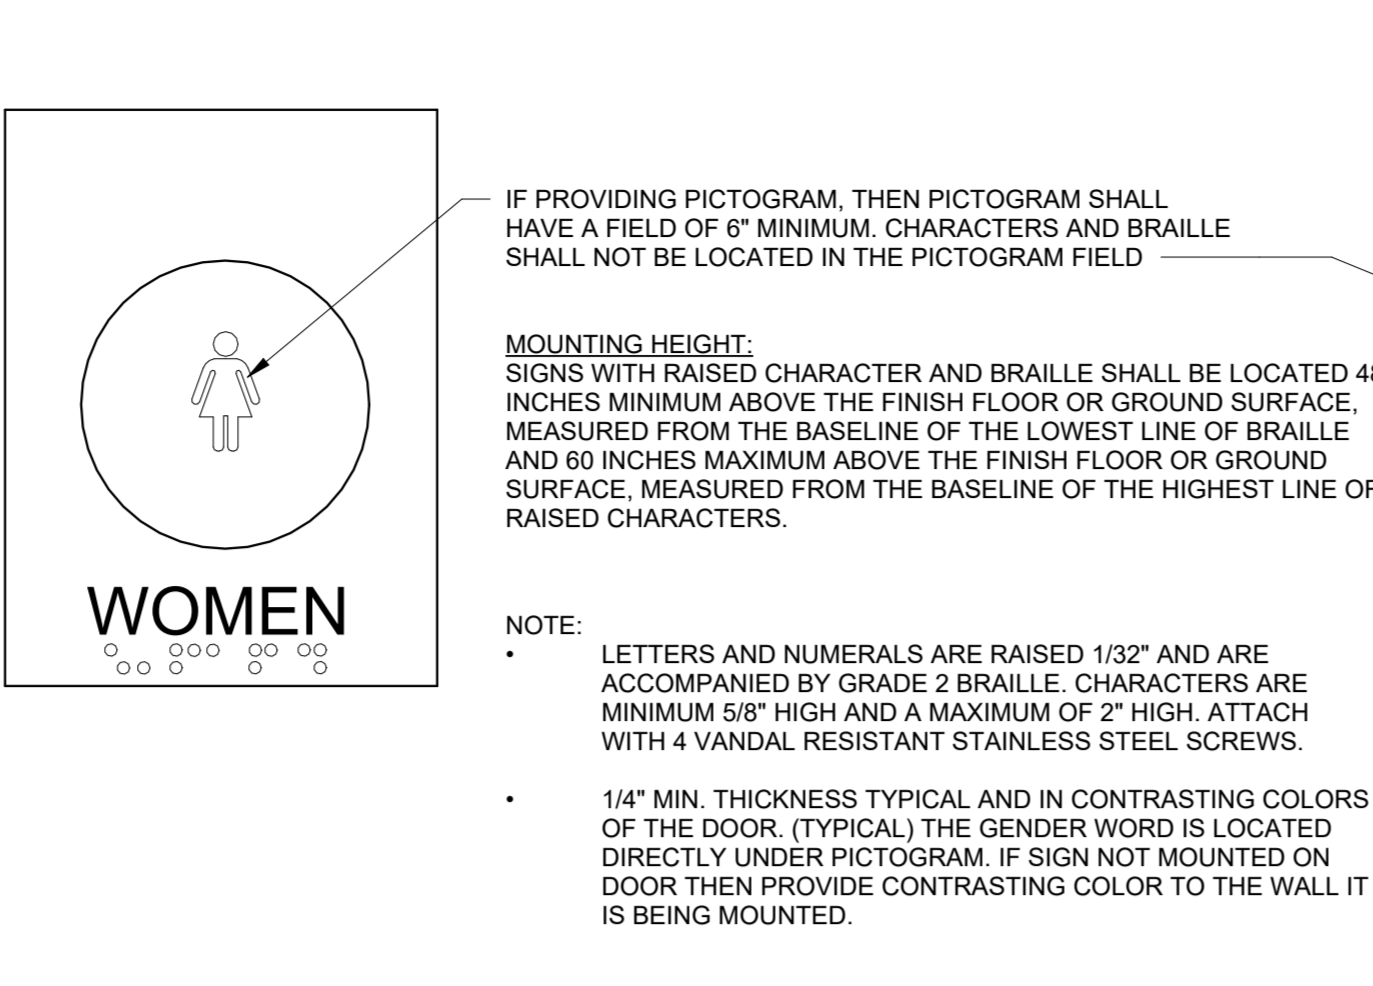 IF PROVIDING PICTOGRAM, THEN PICTOGRAM SHALL
HAVE A FIELD OF 6" MINIMUM. CHARACTERS AND BRAILLE
SHALL NOT BE LOCATED IN THE PICTOGRAM FIELD
MOUNTING HEIGHT:
SIGNS WITH RAISED CHARACTER AND BRAILLE SHALL BE LOCATED 48
INCHES MINIMUM ABOVE THE FINISH FLOOR OR GROUND SURFACE,
MEASURED FROM THE BASELINE OF THE LOWEST LINE OF BRAILLE
AND 60 INCHES MAXIMUM ABOVE THE FINISH FLOOR OR GROUND
SURFACE, MEASURED FROM THE BASELINE OF THE HIGHEST LINE OF
RAISED CHARACTERS.
WOMEN
NOTE:
• LETTERS AND NUMERALS ARE RAISED 1/32" AND ARE
ACCOMPANIED BY GRADE 2 BRAILLE. CHARACTERS ARE
MINIMUM 5/8" HIGH AND A MAXIMUM OF 2" HIGH. ATTACH
WITH 4 VANDAL RESISTANT STAINLESS STEEL SCREWS.
• 1/4" MIN. THICKNESS TYPICAL AND IN CONTRASTING COLORS
OF THE DOOR. (TYPICAL) THE GENDER WORD IS LOCATED
DIRECTLY UNDER PICTOGRAM. IF SIGN NOT MOUNTED ON
DOOR THEN PROVIDE CONTRASTING COLOR TO THE WALL IT
IS BEING MOUNTED.